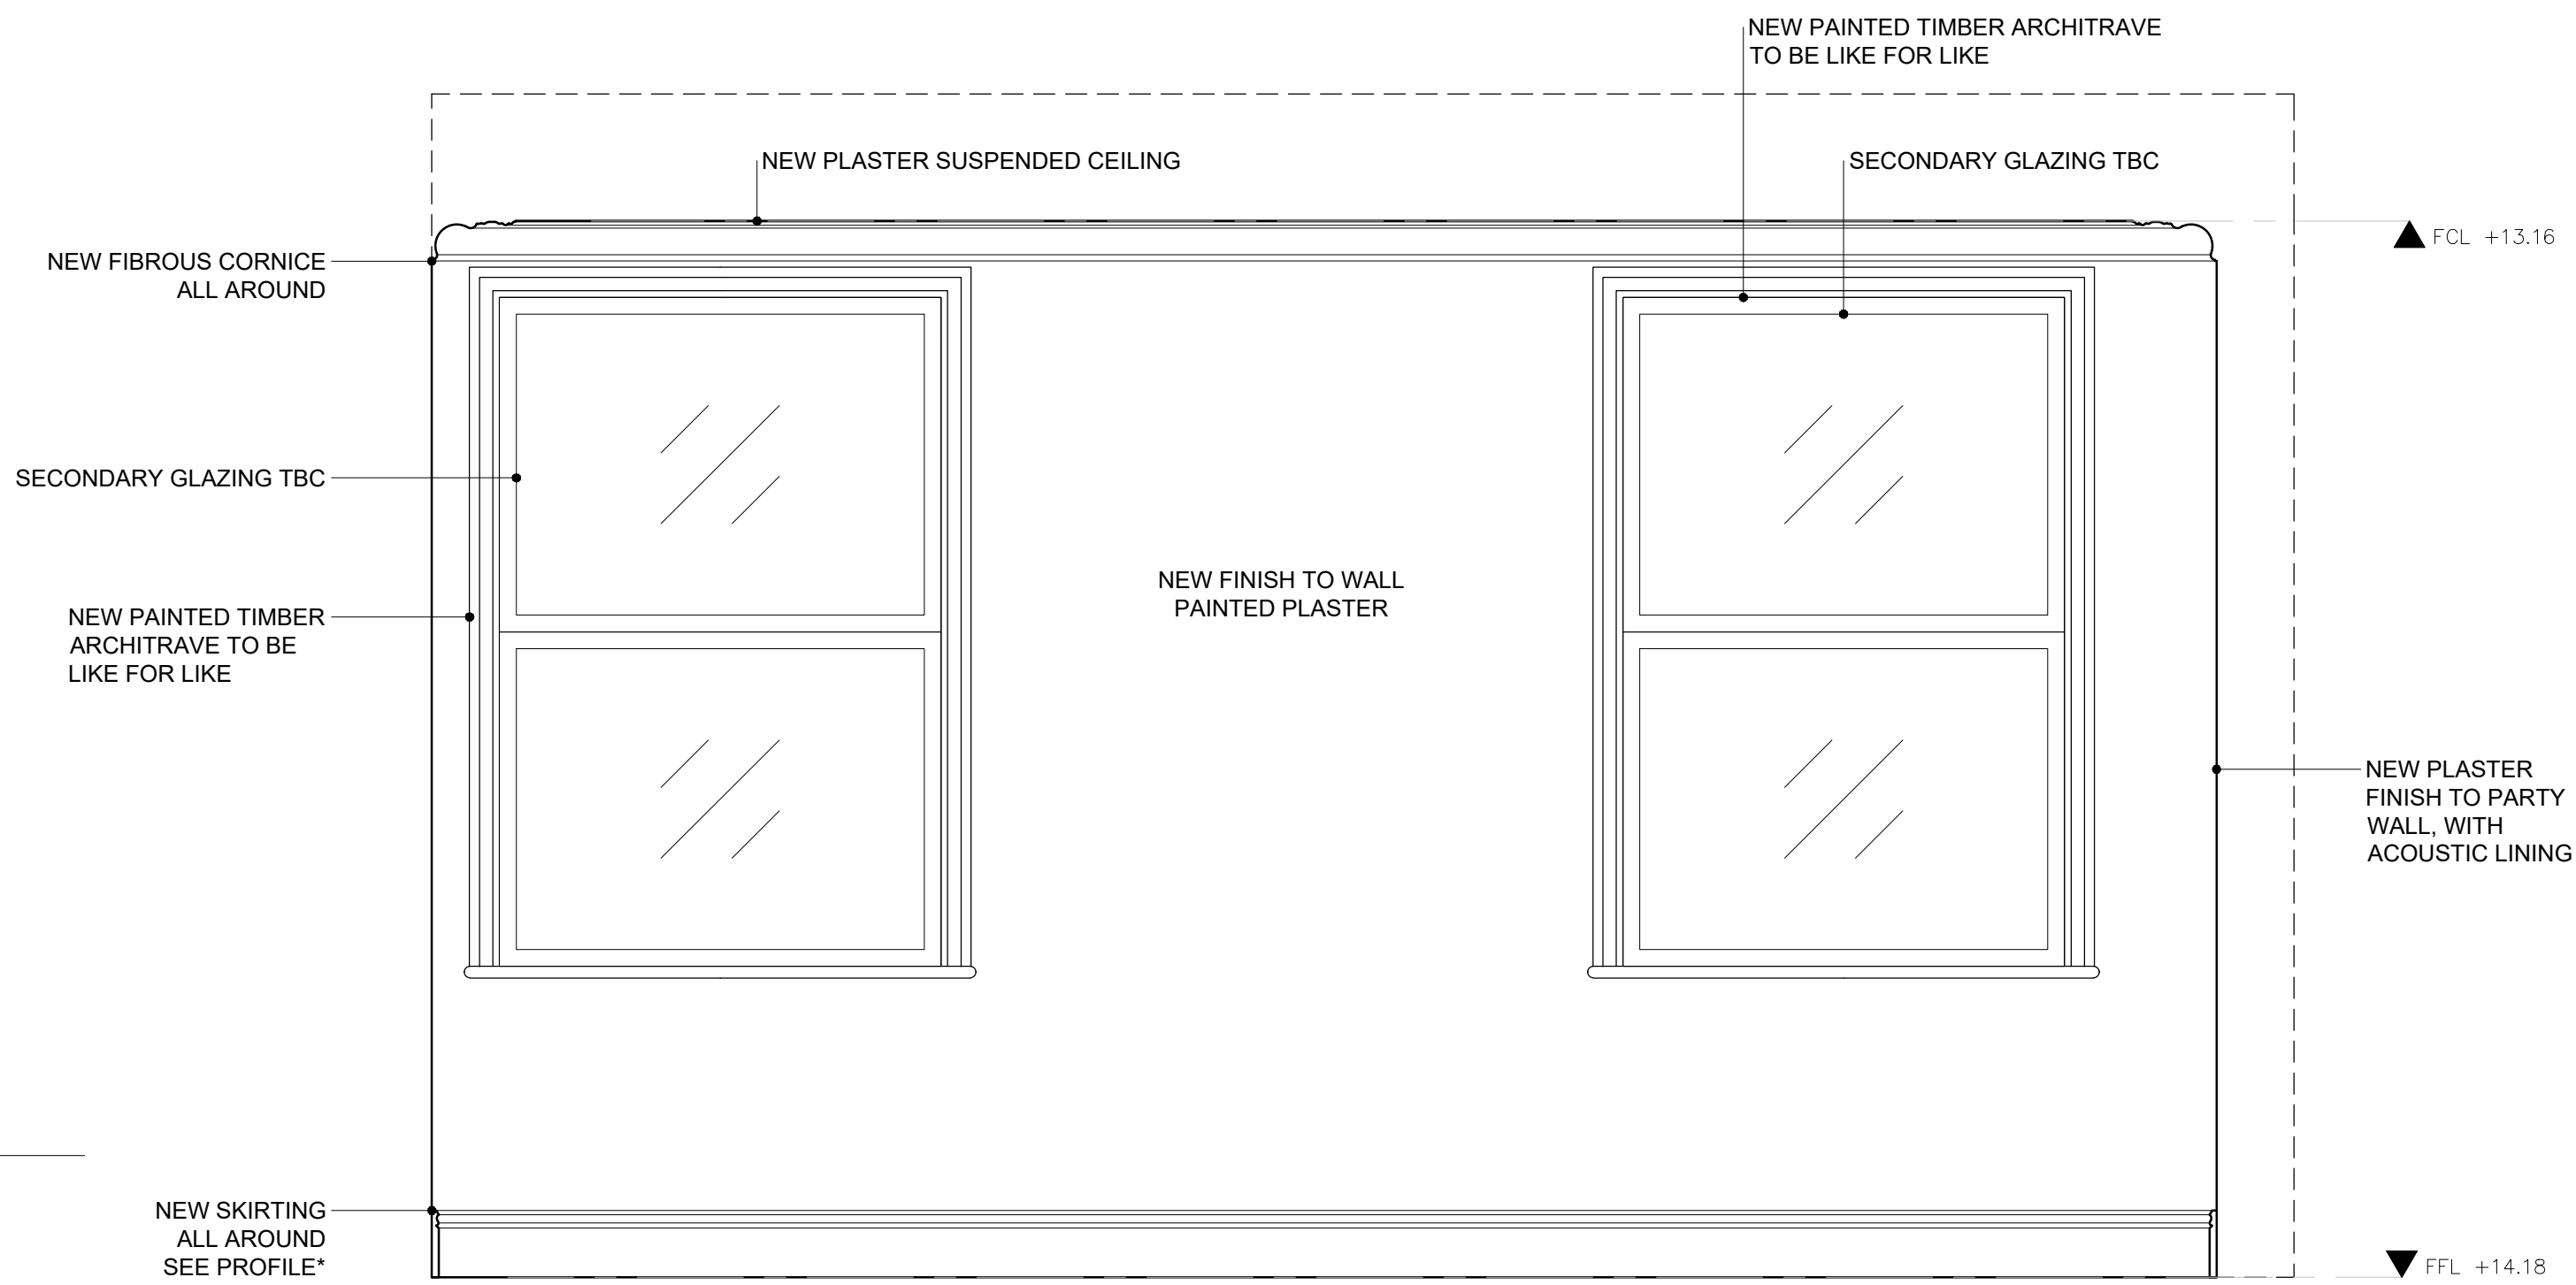 NEW PAINTED TIMBER ARCHITRAVE
TO BE LIKE FOR LIKE
NEW PLASTER SUSPENDED CEILING
SECONDARY GLAZING TBC
FCL +13.16
NEW FIBROUS CORNICE
ALL AROUND
SECONDARY GLAZING TBC
NEW FINISH TO WALL
PAINTED PLASTER
NEW PAINTED TIMBER
ARCHITRAVE TO BE
LIKE FOR LIKE
NEW PLASTER
FINISH TO PARTY
WALL, WITH
ACOUSTIC LINING
NEW SKIRTING
ALL AROUND
SEE PROFILE*
FFL +14.18